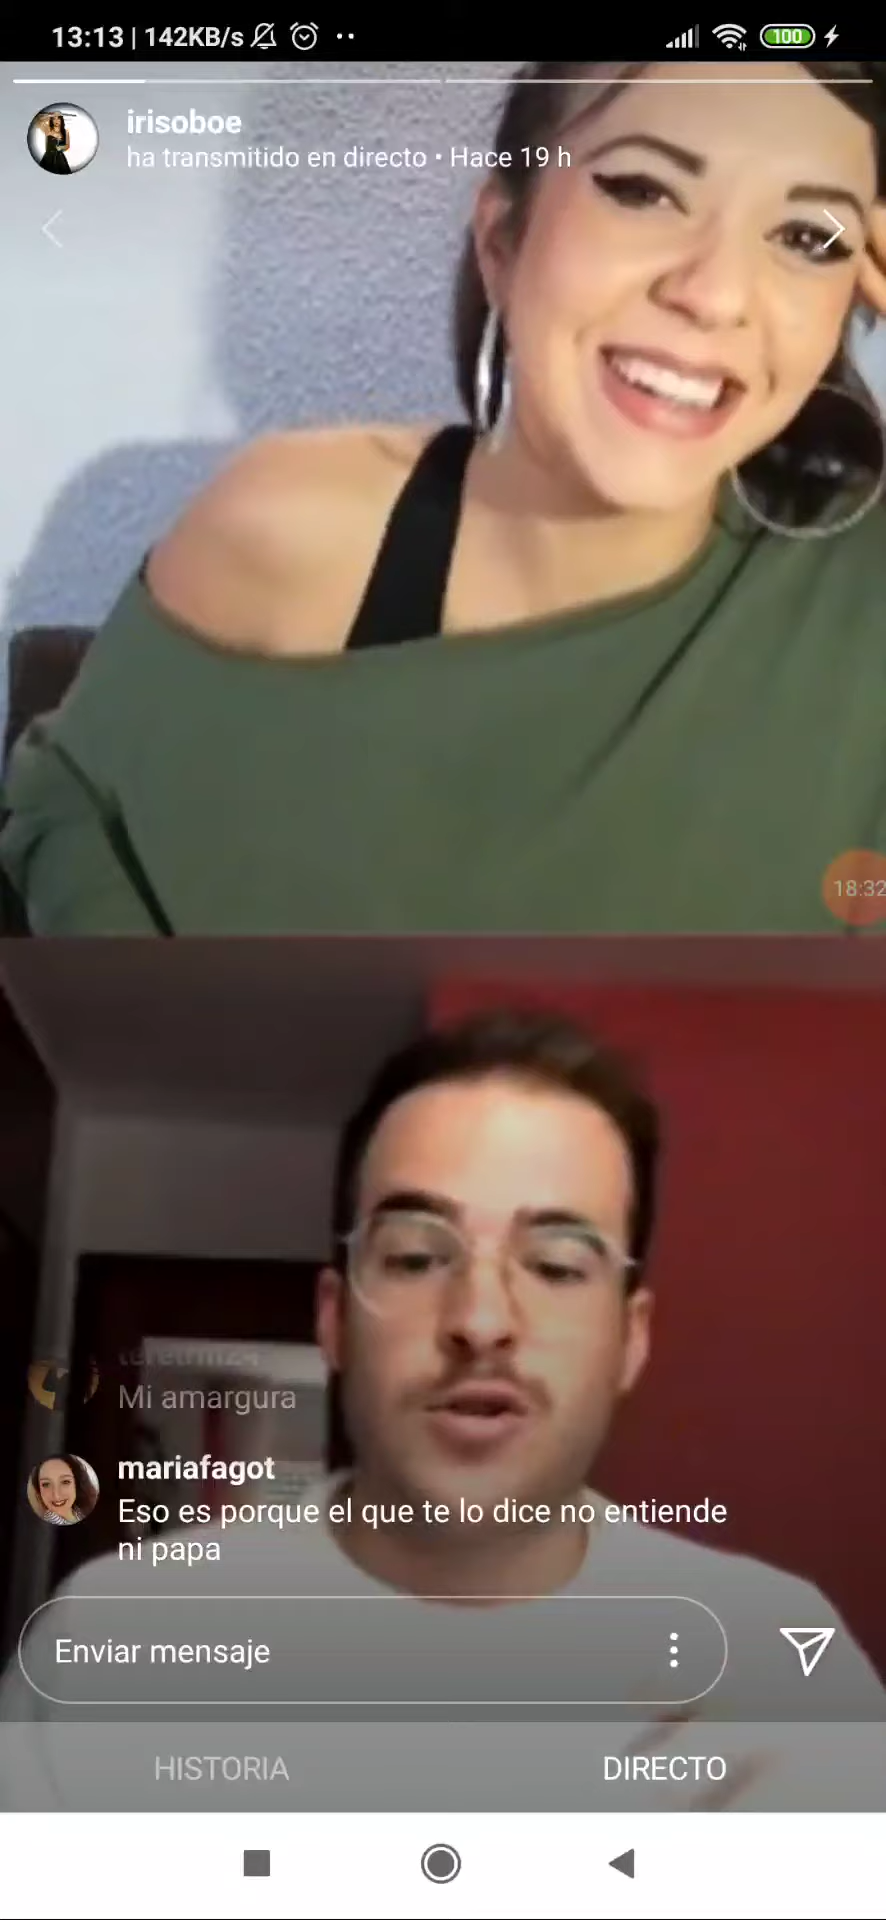 13:13 | 142KB/s
100
irisoboe
ha transmitido en directo • Hace 19 h
18:32
Mi amargura
mariafagot
Eso es porque el que te lo dice no entiende
ni papa
Enviar mensaje
HISTORIA
DIRECTO